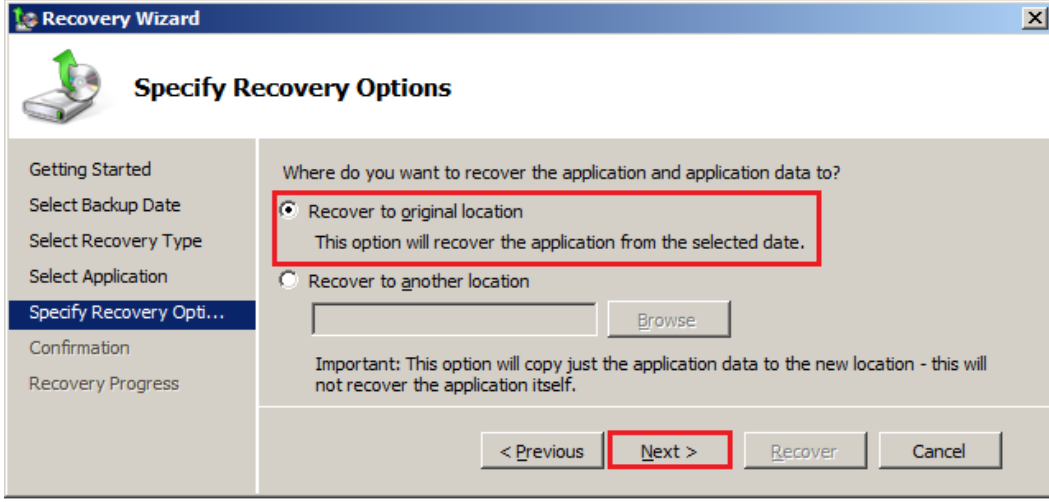 Recovery Wizard
Specify Recovery Options
Getting Started
Select Backup Date
Select Recovery Type
Select Application
Specify Recovery Opti...
Confirmation
Recovery Progress
Where do you want to recover the application and application data to?
Recover to original location
This option will recover the application from the selected date.
Recover to another location
Browse
Important: This option will copy just the application data to the new location - this will
not recover the application itself.
< Previous
Next >
Recover
Cancel